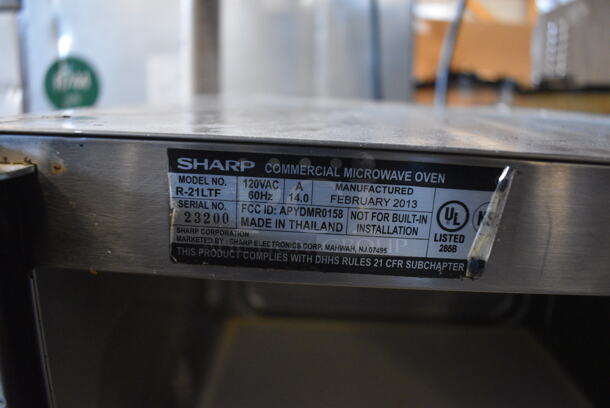 SHARP COMMERCIAL MICROWAVE OVEN
MODEL NO. 120VAC A MANUFACTURED
R-21LTF 60Hz 14.0 FEBRUARY 2013
SERIAL NO. FCC ID: APYDMR0158 NOT FOR BUILT-IN
23200 MADE IN THAILAND INSTALLATION
UL
LISTED
285B
SHARP CORPORATION
MARKETED BY: SHARP ELECTRONICS CORP. MAHWAH, NJ.07495
THIS PRODUCT COMPLIES WITH DHHS RULES 21 CFR SUBCHAPTER